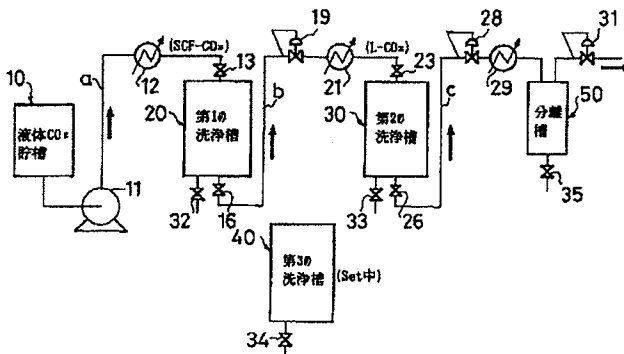 19
28
31
(SCF-CO₂)
(L-CO₂)
13
23
12
21
29
a
b
c
10
20
30
50
液体CO₂
貯槽
第1の
洗浄槽
第2の
洗浄槽
分離
槽
11
32
16
33
26
35
40
第3の
洗浄槽
(Set中)
34